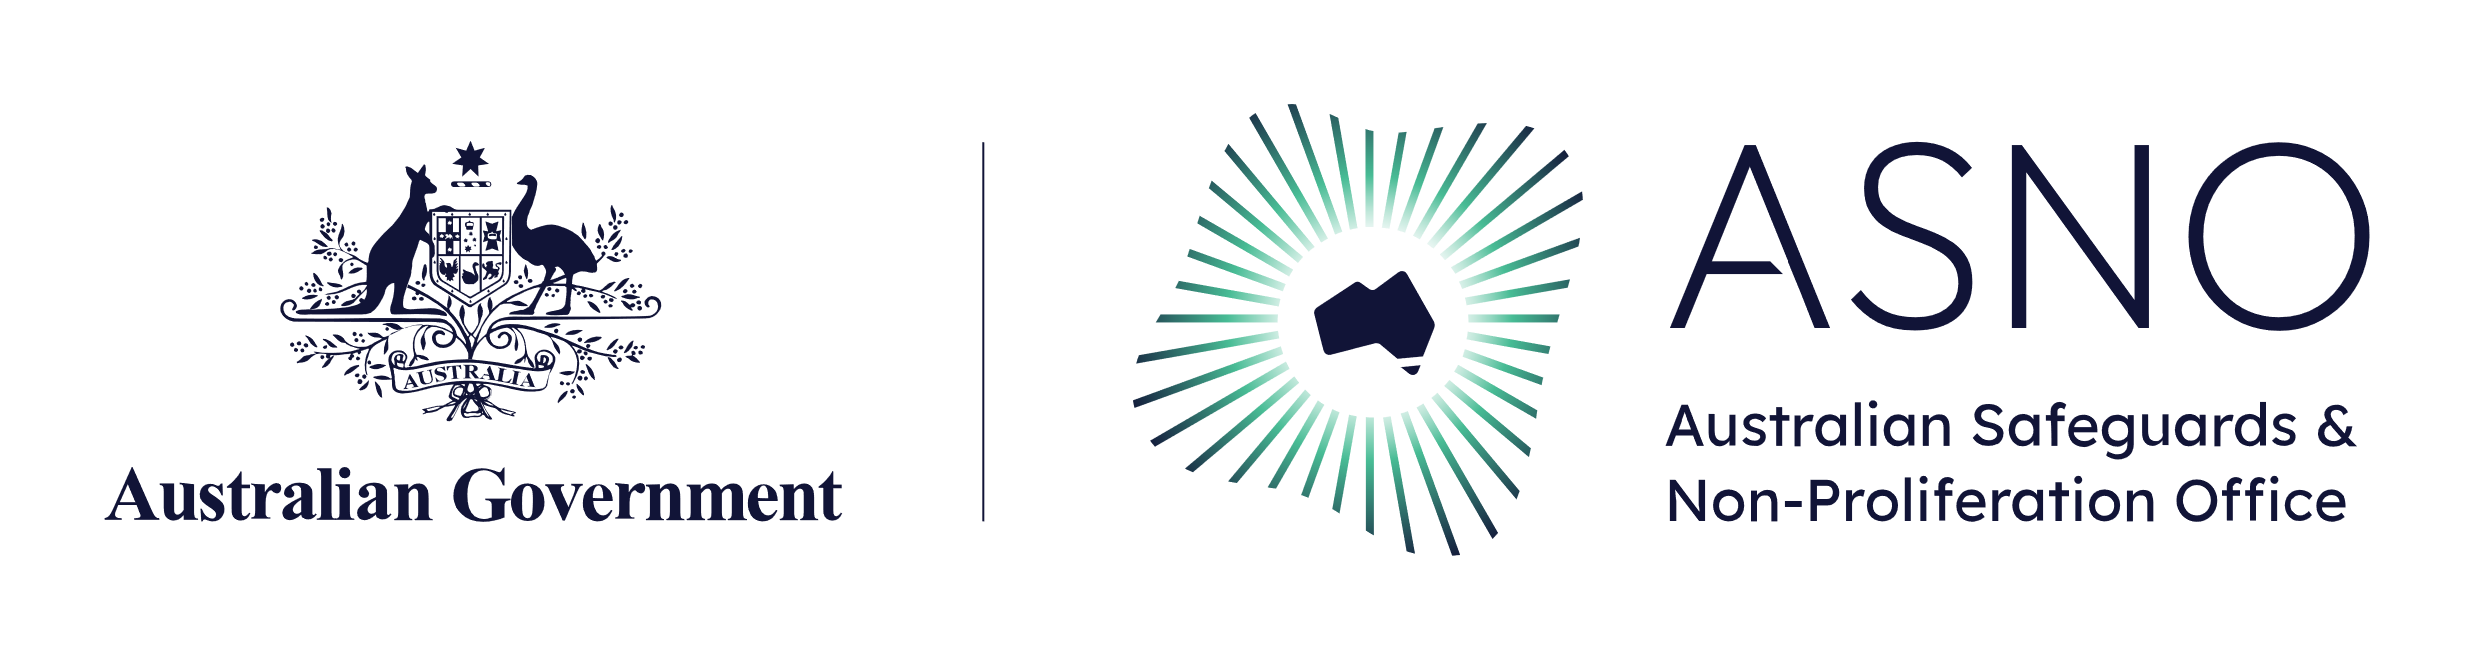 AUSTRALIA
Australian Government
ASNO
Australian Safeguards &
Non-Proliferation Office